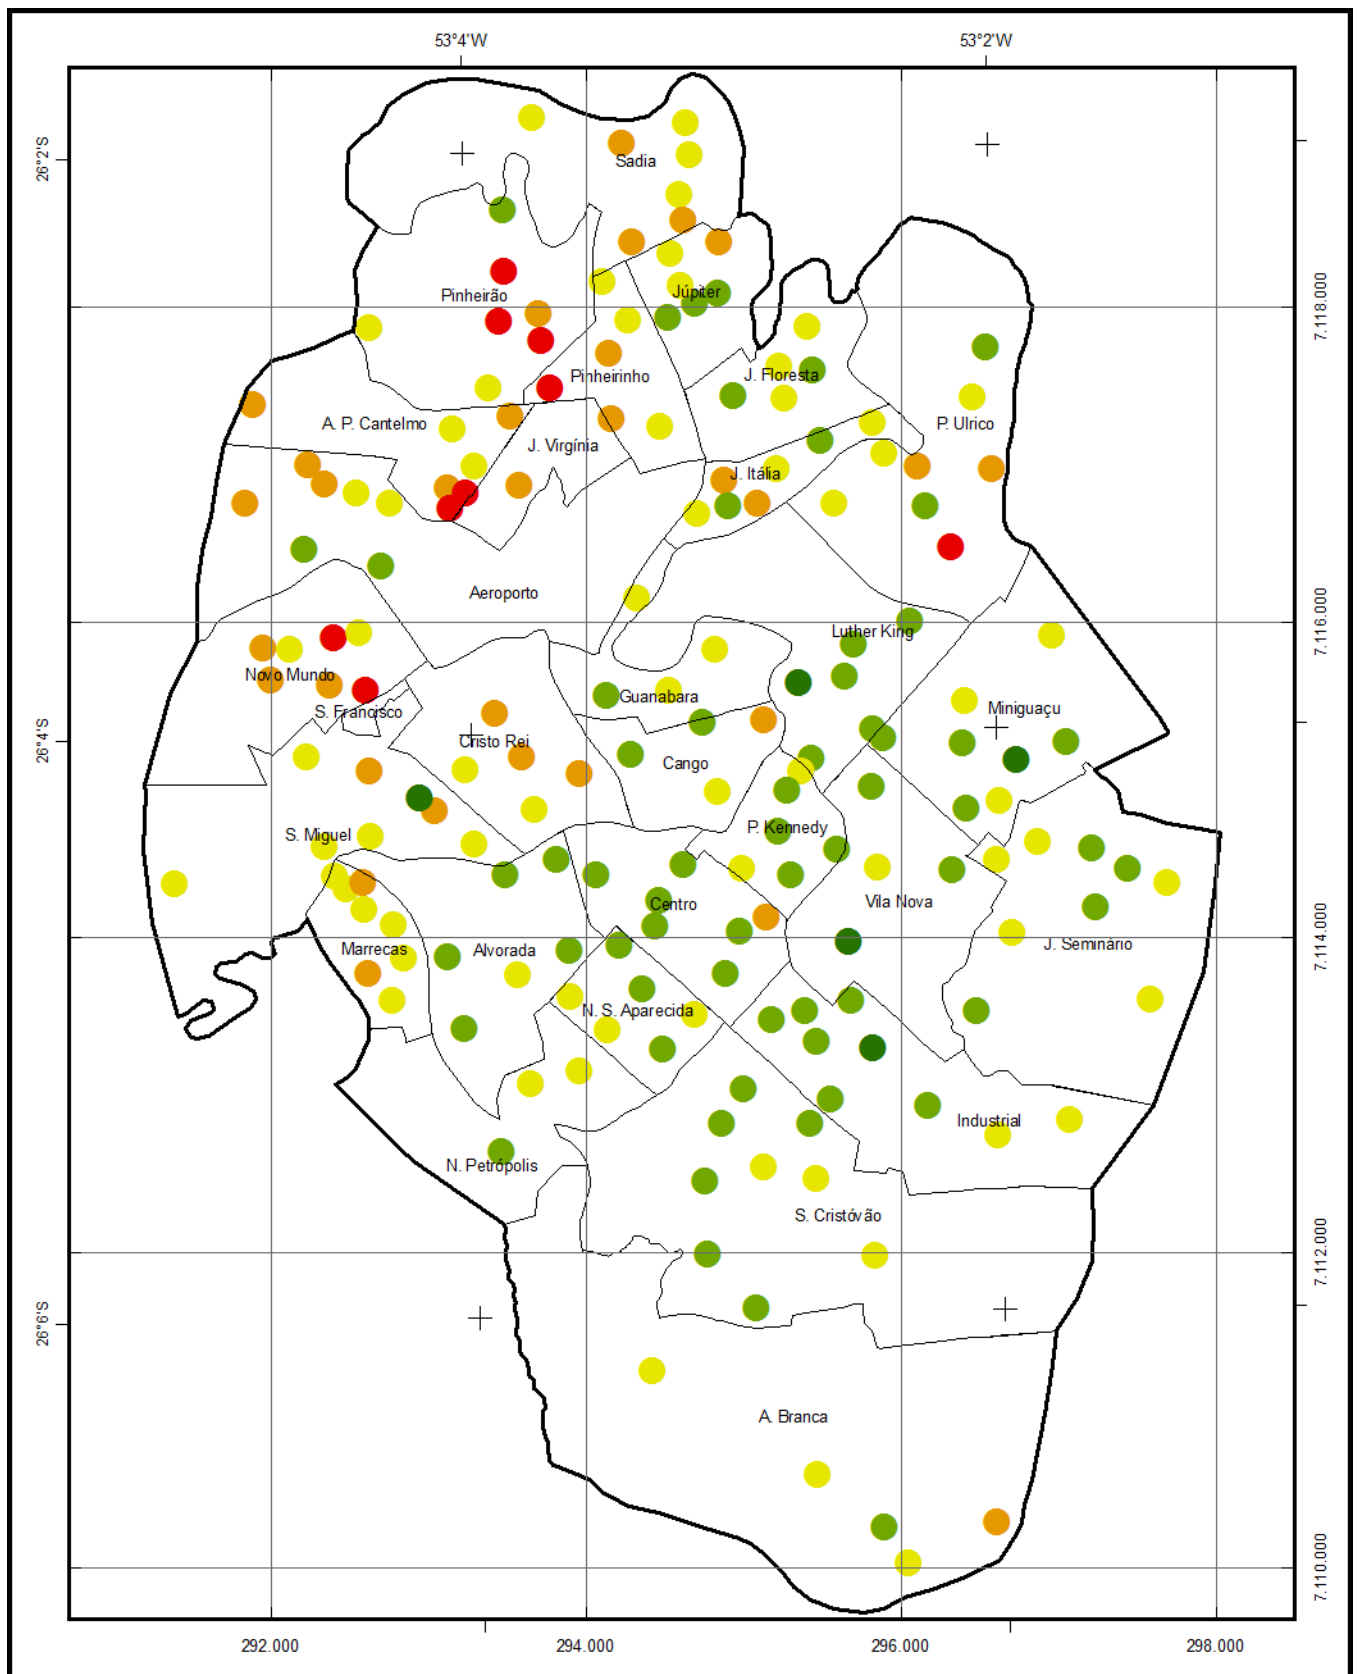 53°4'W 53°2'W
26°2'S
Sadia
Pinheirão
Júpiter
7.118.000
Pinheirinho
J. Floresta
A. P. Cantelmo
J. Virgínia
P. Ulrico
J. Itália
Aeroporto
Luther King
7.116.000
Novo Mundo
Guanabara
S. Francisco
Miniguaçu
26°4'S
Cristo Rei
Cango
S. Miguel
P. Kennedy
Centro
Vila Nova
Marrecas
Alvorada
J. Seminário
7.114.000
N. S. Aparecida
Industrial
N. Petrópolis
S. Cristóvão
7.112.000
26°6'S
A. Branca
7.110.000
292.000 294.000 296.000 298.000